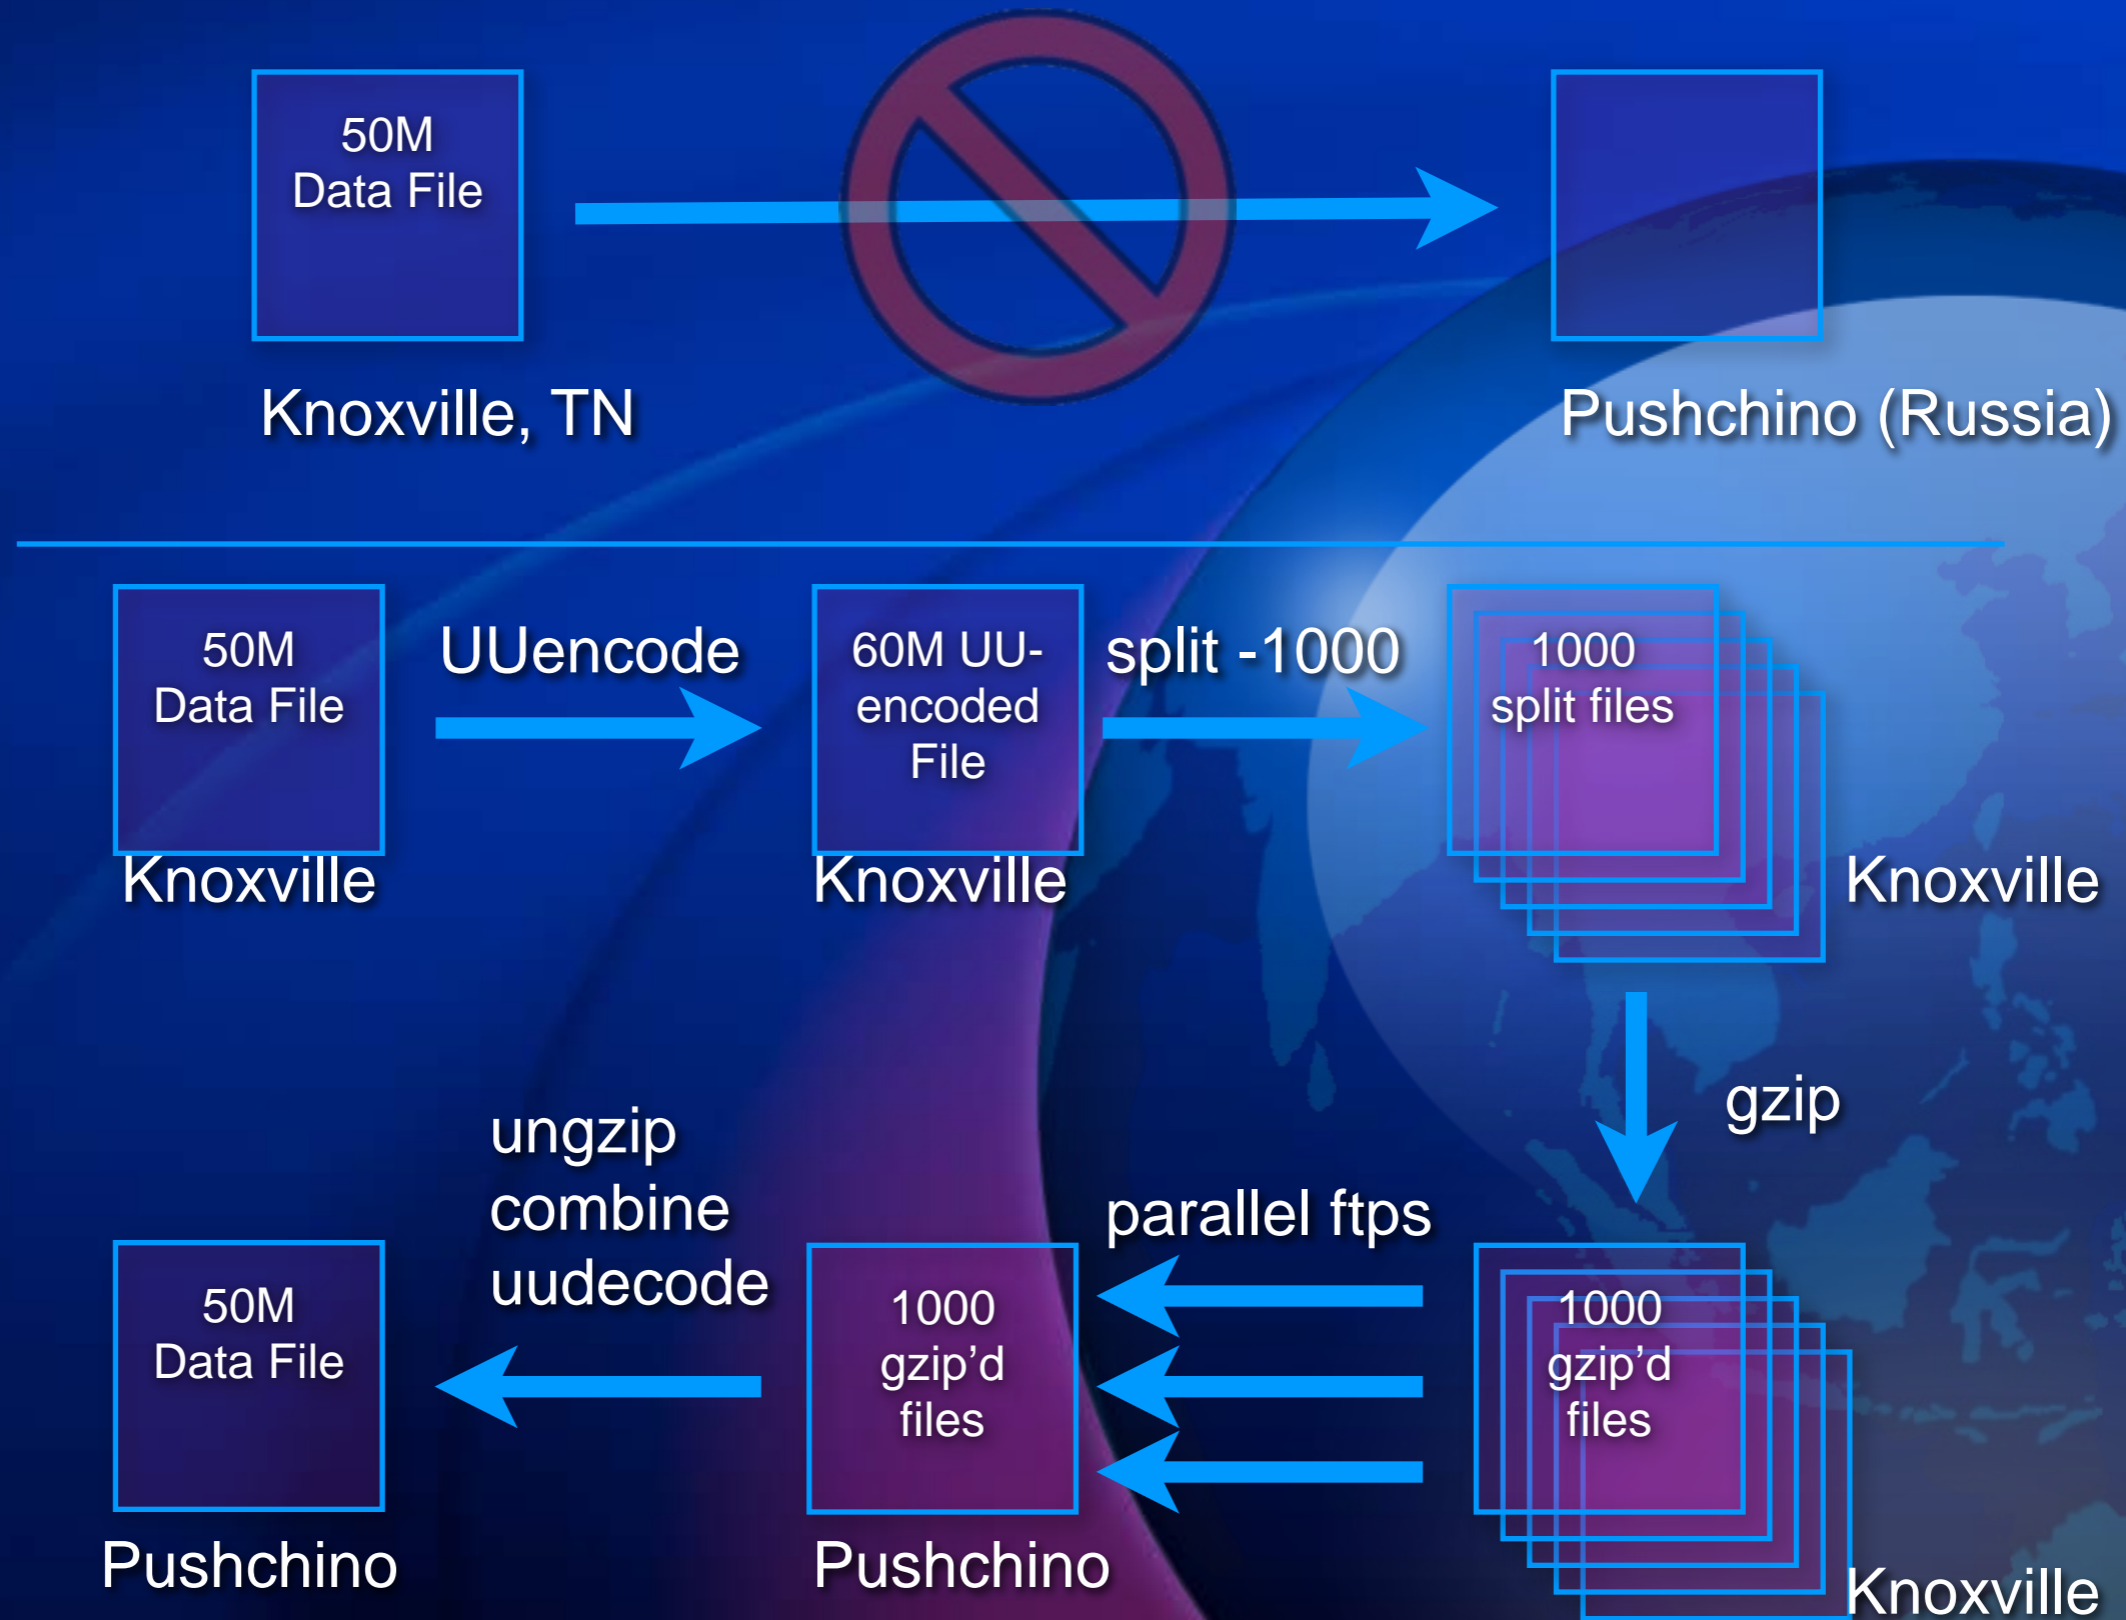 50M
Data File
Knoxville, TN
Pushchino (Russia)
50M
Data File
Knoxville
UUencode
60M UU-
encoded
File
Knoxville
split -1000
1000
split files
Knoxville
gzip
1000
gzip’d
files
Knoxville
parallel ftps
1000
gzip’d
files
Pushchino
ungzip
combine
uudecode
50M
Data File
Pushchino